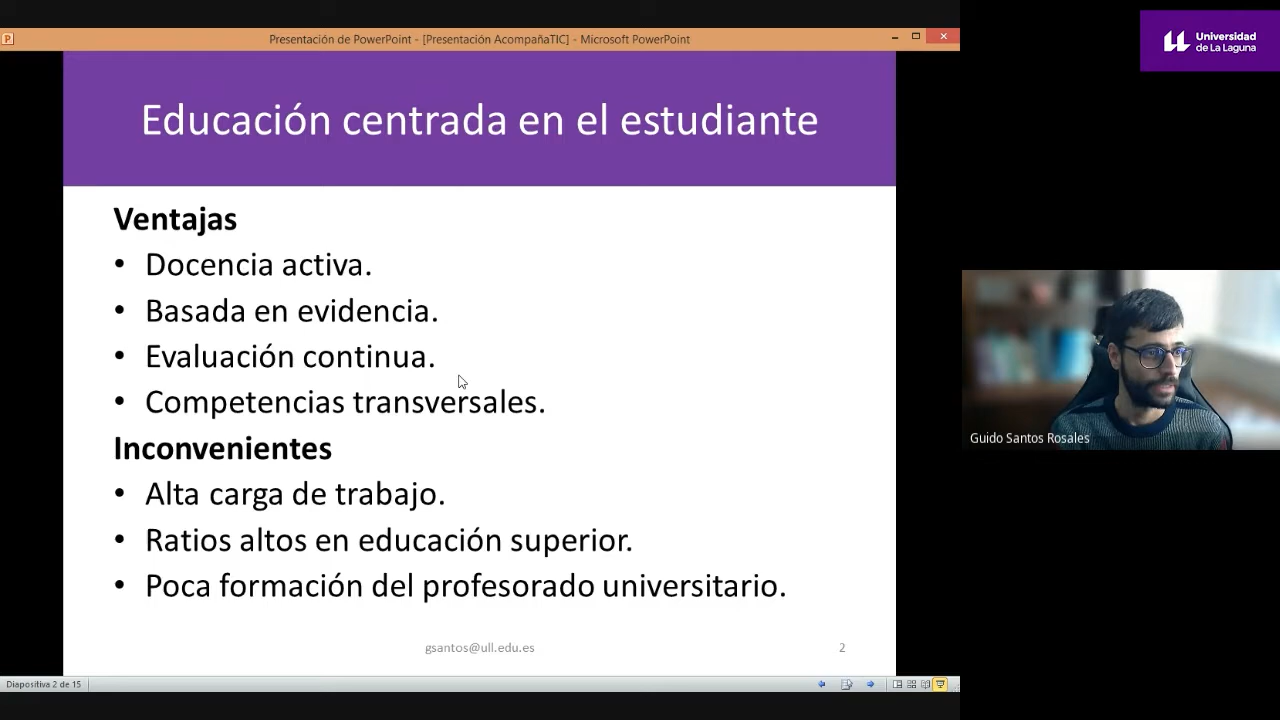 Presentación de PowerPoint - [Presentación AcompañaTIC] - Microsoft PowerPoint
Universidad
de La Laguna
Educación centrada en el estudiante
Ventajas
• Docencia activa.
• Basada en evidencia.
• Evaluación continua.
• Competencias transversales.
Inconvenientes
• Alta carga de trabajo.
• Ratios altos en educación superior.
• Poca formación del profesorado universitario.
gsantos@ull.edu.es
2
Guido Santos Rosales
Diapositiva 2 de 15